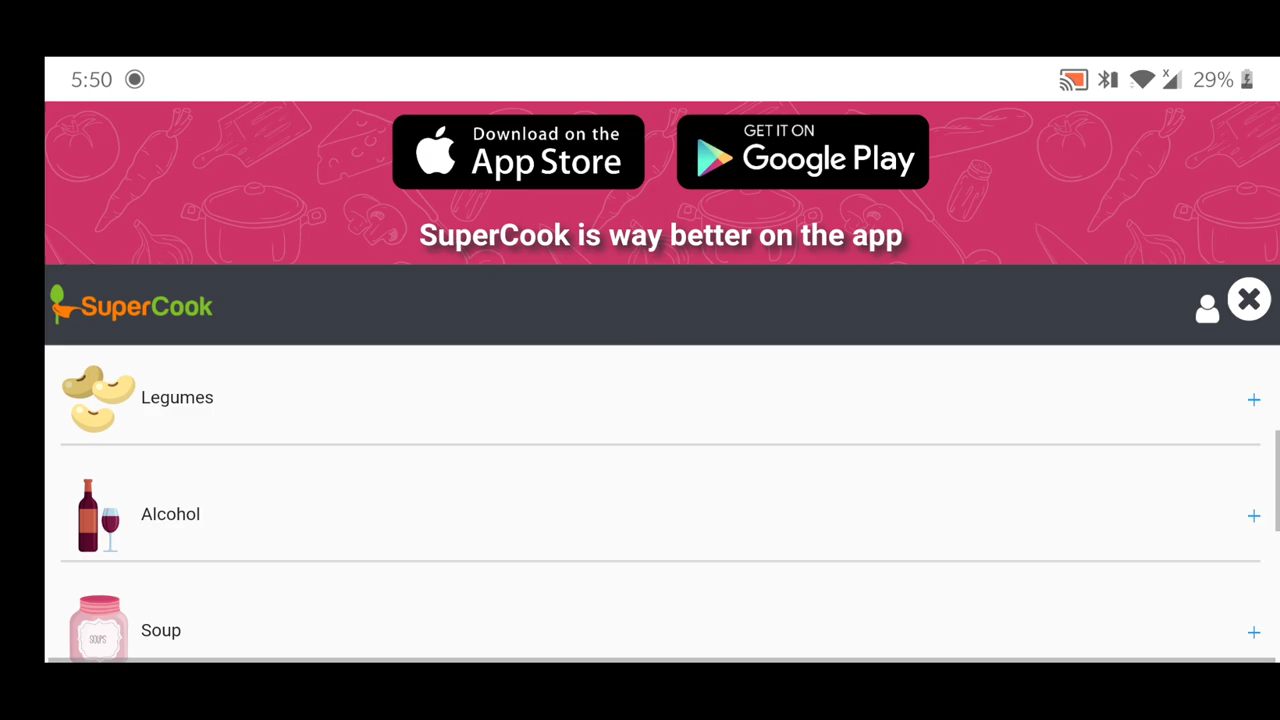 5:50
29%
Download on the
App Store
GET IT ON
Google Play
SuperCook is way better on the app
SuperCook
Legumes
Alcohol
SOUPS
Soup